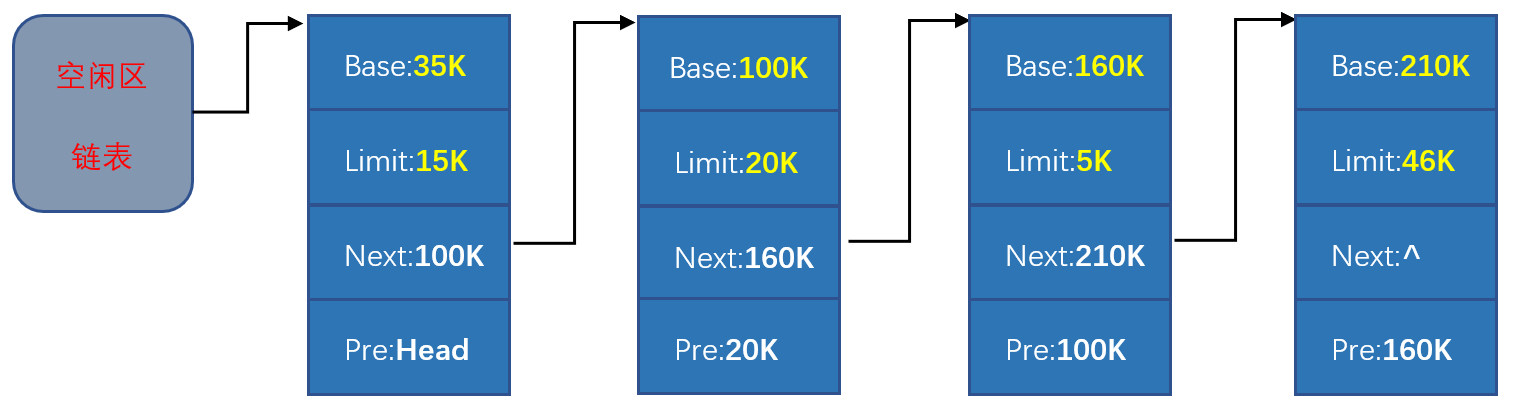 空闲区
链表
Base:35K
Limit:15K
Next:100K
Pre:Head
Base:100K
Limit:20K
Next:160K
Pre:20K
Base:160K
Limit:5K
Next:210K
Pre:100K
Base:210K
Limit:46K
Next:^
Pre:160K